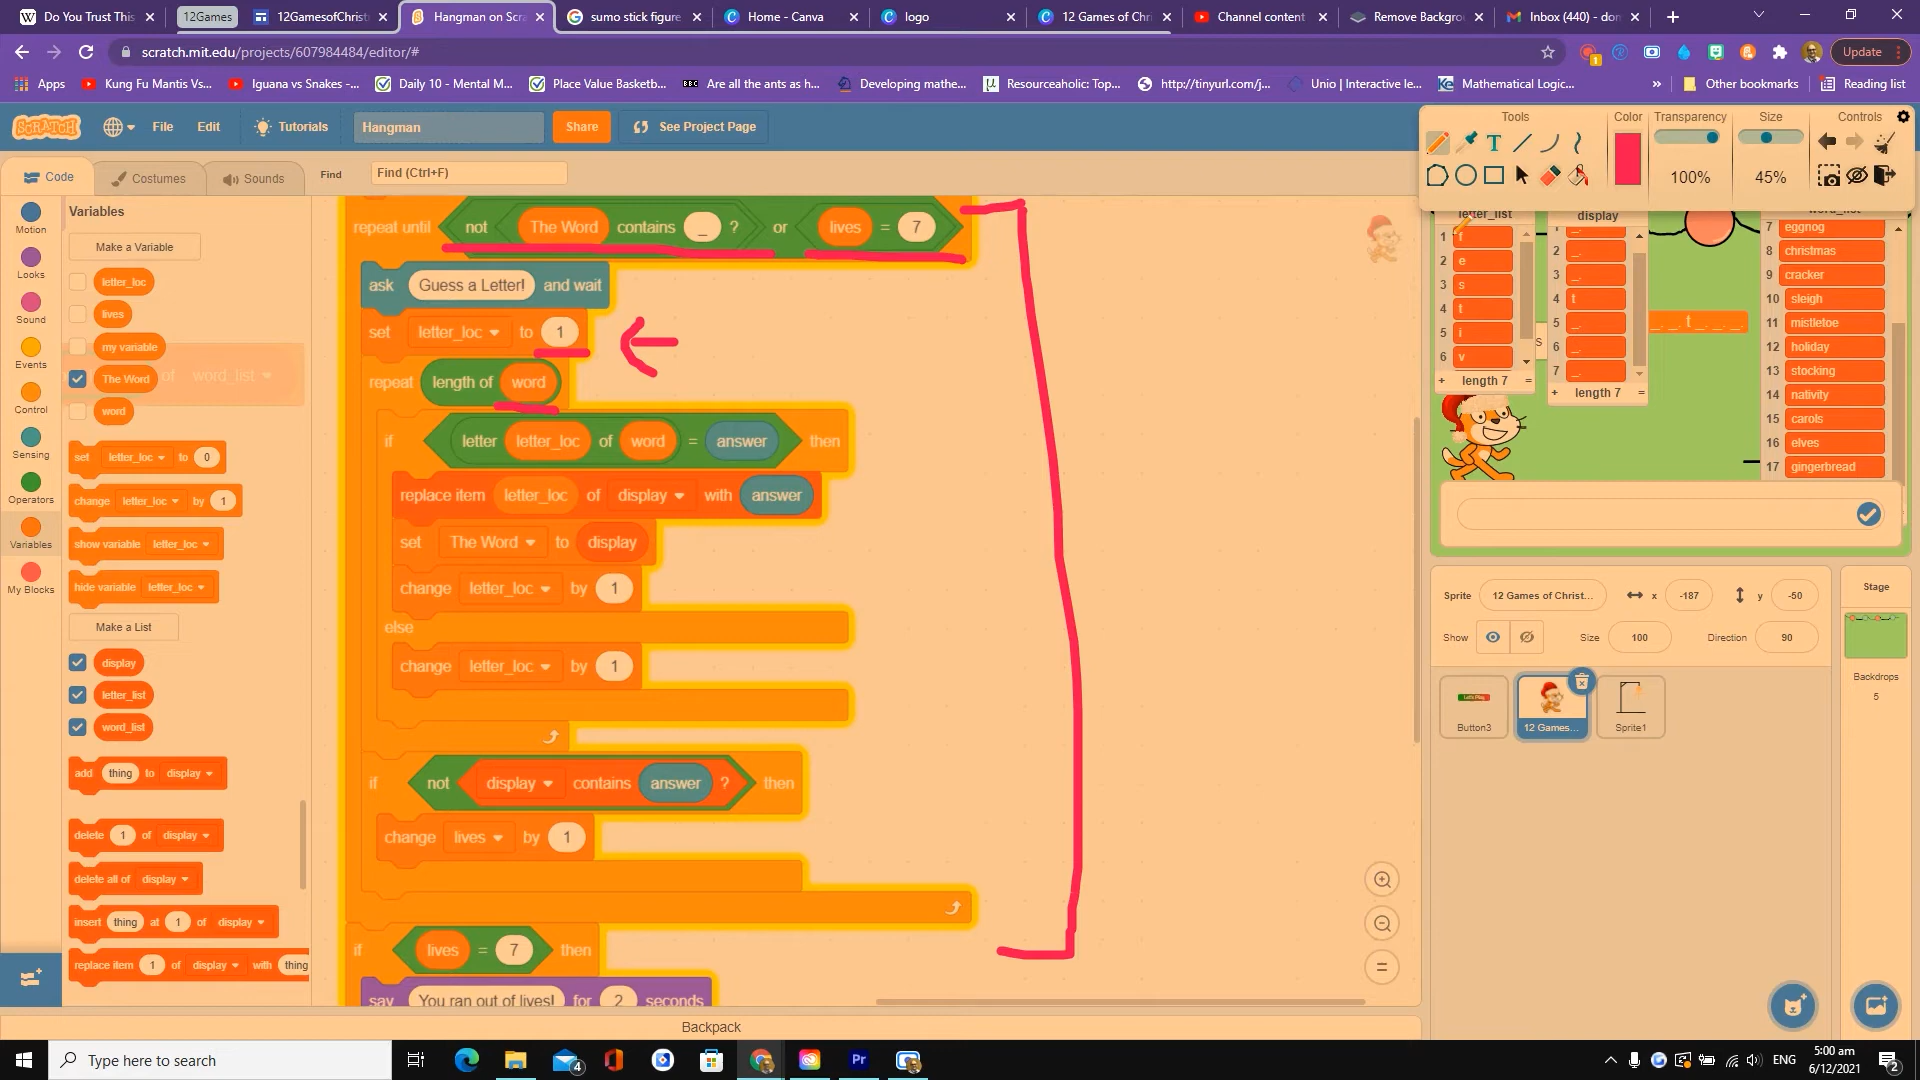 Do You Trust This
12Games
12GamesofChrist
Hangman on Scra
sumo stick figure
Home - Canva
logo
12 Games of Chri
Channel content
Remove Backgrou
Inbox (440) - don
scratch.mit.edu/projects/607984484/editor/#
Update
Apps
Kung Fu Mantis Vs...
Iguana vs Snakes -...
Daily 10 - Mental M...
Place Value Basketb...
BBC
Are all the ants as h...
Developing mathe...
Resourceaholic: Top...
http://tinyurl.com/j...
Unio | Interactive le...
Mathematical Logic...
»
Other bookmarks
Reading list
SCRATCH
File
Edit
Tutorials
Hangman
Share
See Project Page
Tools
Color
Transparency
Size
Controls
100%
45%
Code
Costumes
Sounds
Find
Find (Ctrl+F)
Motion
Looks
Sound
Events
Control
Sensing
Operators
Variables
My Blocks
Variables
Make a Variable
letter_loc
lives
my variable
The Word
of word_list
word
set letter_loc to 0
change letter_loc by 1
show variable letter_loc
hide variable letter_loc
Make a List
display
letter_list
word_list
add thing to display
delete 1 of display
delete all of display
insert thing at 1 of display
replace item 1 of display with thing
repeat until not The Word contains _ ? or lives = 7
ask Guess a Letter! and wait
set letter_loc to 1
repeat length of word
if letter letter_loc of word = answer then
replace item letter_loc of display with answer
set The Word to display
change letter_loc by 1
else
change letter_loc by 1
if not display contains answer ? then
change lives by 1
if lives = 7 then
say You ran out of lives! for 2 seconds
Backpack
letter_list
1
2 e
3 s
4 t
5 i
6 v
+ length 7 =
display
_.
2 _.
3 _.
4 t
5 _.
6 _.
7 _.
+ length 7 =
_. _. t _. _. _.
7 eggnog
8 christmas
9 cracker
10 sleigh
11 mistletoe
12 holiday
13 stocking
14 nativity
15 carols
16 elves
17 gingerbread
Sprite
12 Games of Christ...
x
-187
y
-50
Show
Size
100
Direction
90
Button3
12 Games...
Sprite1
Stage
Backdrops
5
Type here to search
4
Pr
ENG
5:00 am
6/12/2021
2